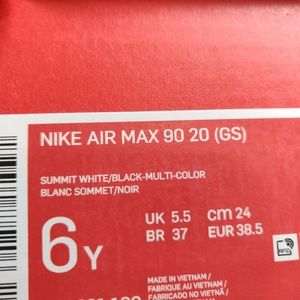 NIKE AIR MAX 90 20 (GS)
SUMMIT WHITE/BLACK-MULTI-COLOR
BLANC SOMMET/NOIR
6Y
UK 5.5 cm 24
BR 37 EUR 38.5
RFID
MADE IN VIETNAM /
FABRIQUE AU VIETNAM /
FABRICADO NO VIETNÃ /